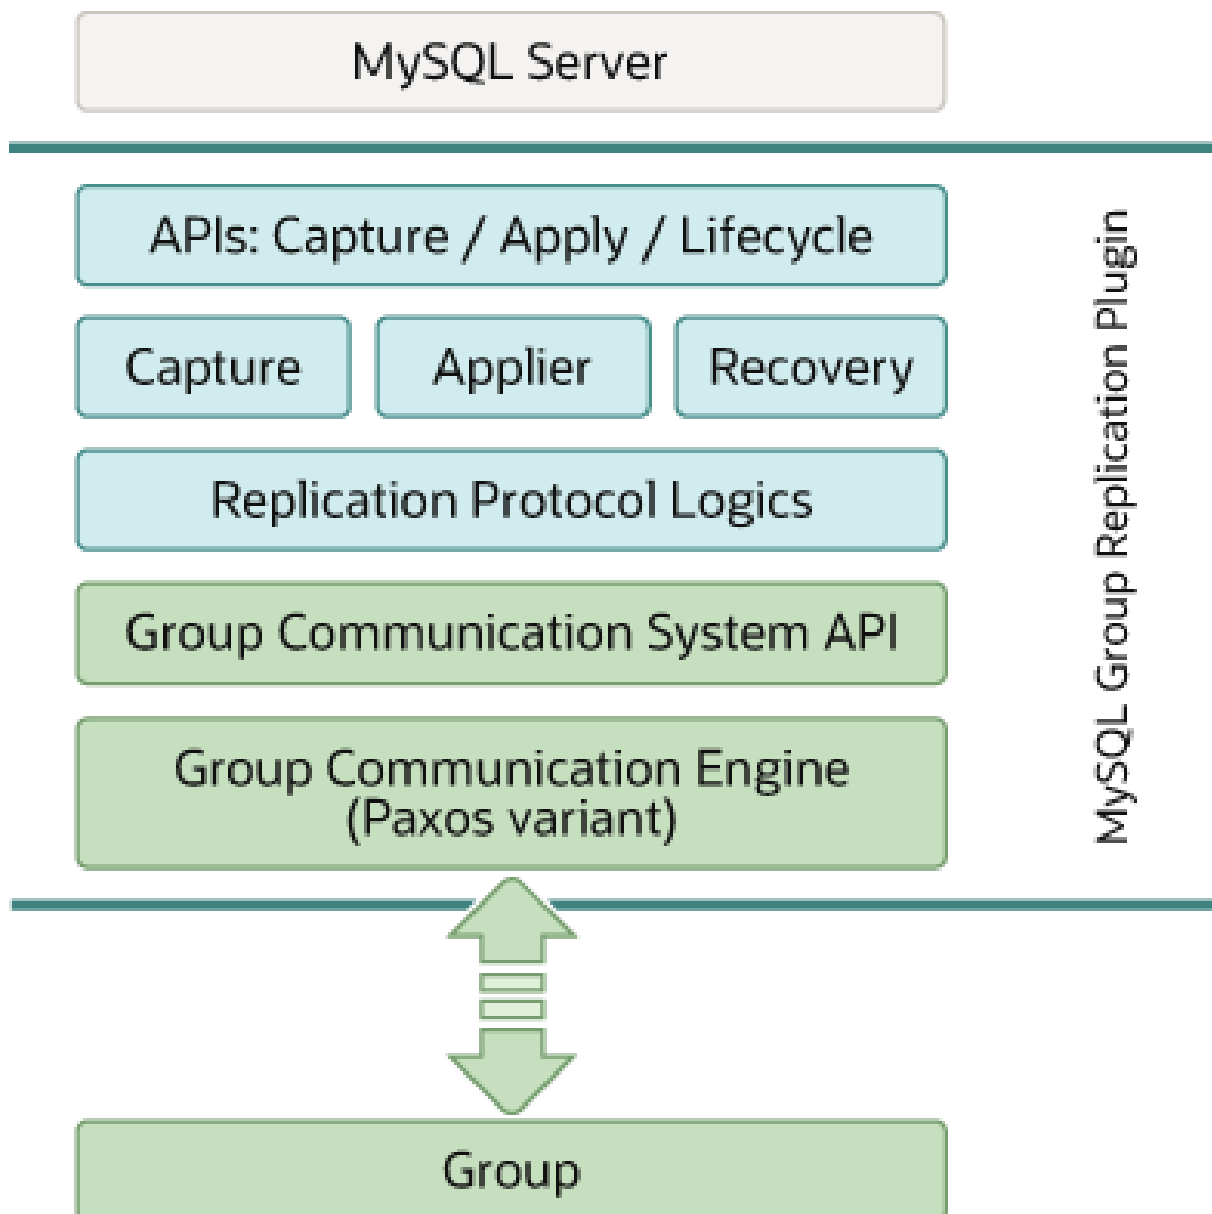 MySQL Server
APIs: Capture / Apply / Lifecycle
Capture
Applier
Recovery
Replication Protocol Logics
Group Communication System API
Group Communication Engine
(Paxos variant)
MySQL Group Replication Plugin
Group